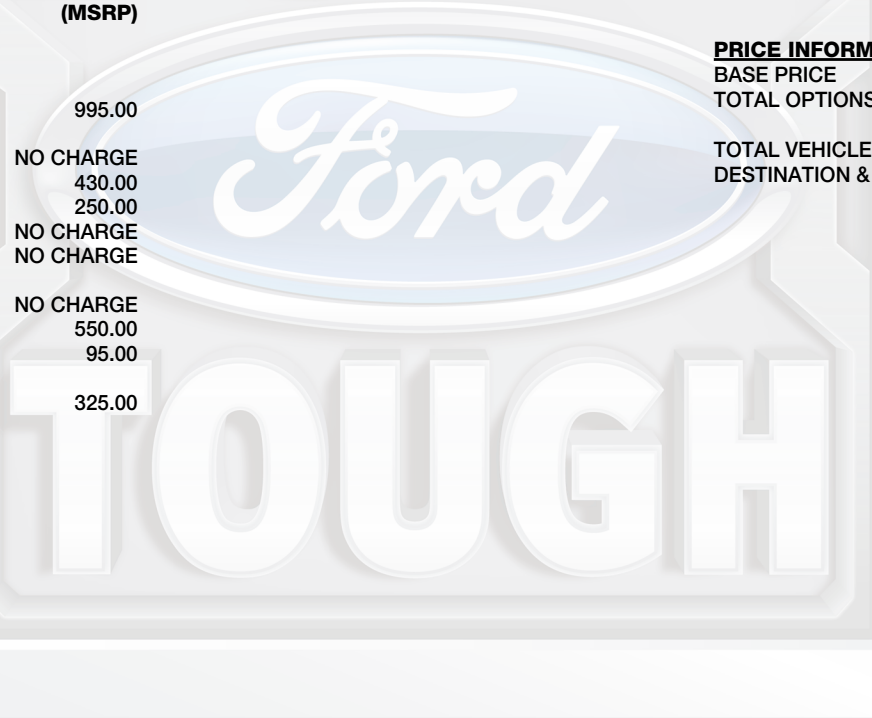 (MSRP)
995.00
NO CHARGE
430.00
250.00
NO CHARGE
NO CHARGE
NO CHARGE
550.00
95.00
325.00
PRICE INFORM
BASE PRICE
TOTAL OPTIONS
TOTAL VEHICLE
DESTINATION &
Ford
TOUGH